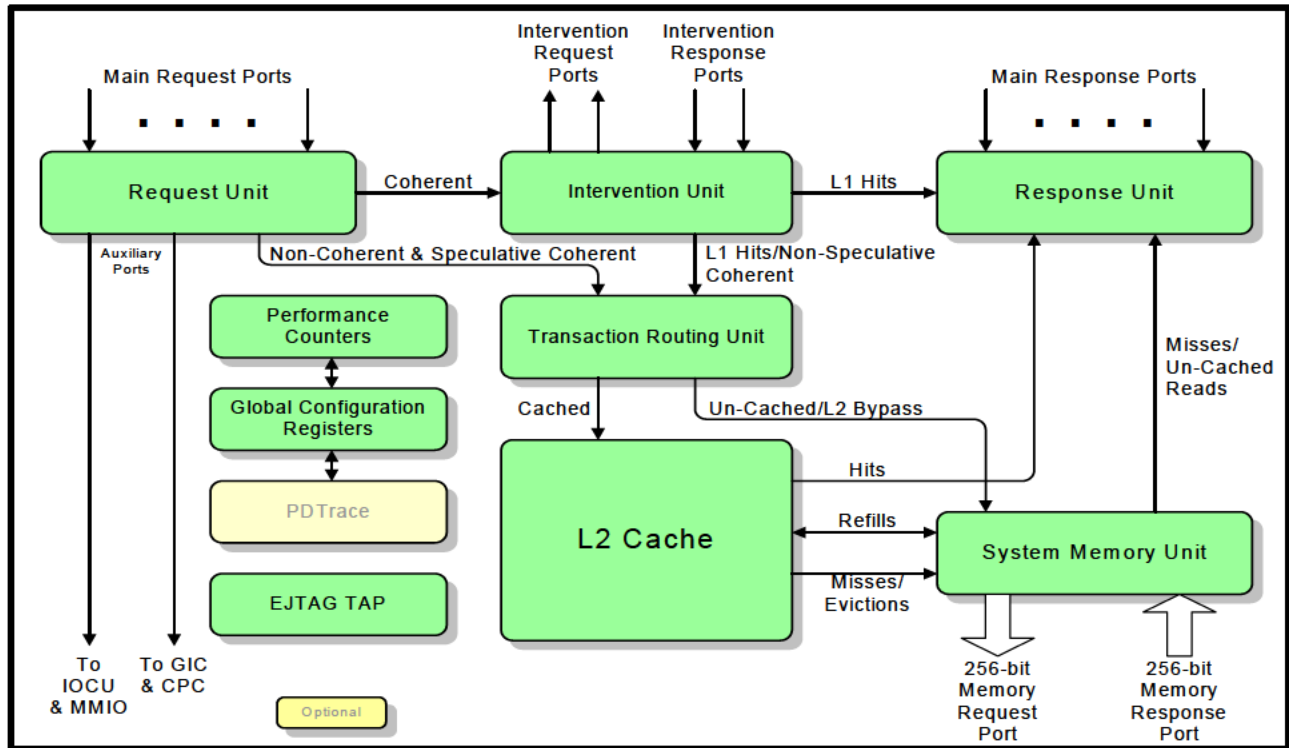 Intervention
Request
Ports
Intervention
Response
Ports
Main Request Ports
Main Response Ports
Request Unit
Coherent
Intervention Unit
L1 Hits
Response Unit
Auxiliary
Ports
Non-Coherent & Speculative Coherent
L1 Hits/Non-Speculative
Coherent
Performance
Counters
Transaction Routing Unit
Misses/
Un-Cached
Reads
Global Configuration
Registers
Cached
Un-Cached/L2 Bypass
PDTrace
L2 Cache
Hits
Refills
System Memory Unit
EJTAG TAP
Misses/
Evictions
To
IOCU
& MMIO
To GIC
& CPC
Optional
256-bit
Memory
Request
Port
256-bit
Memory
Response
Port